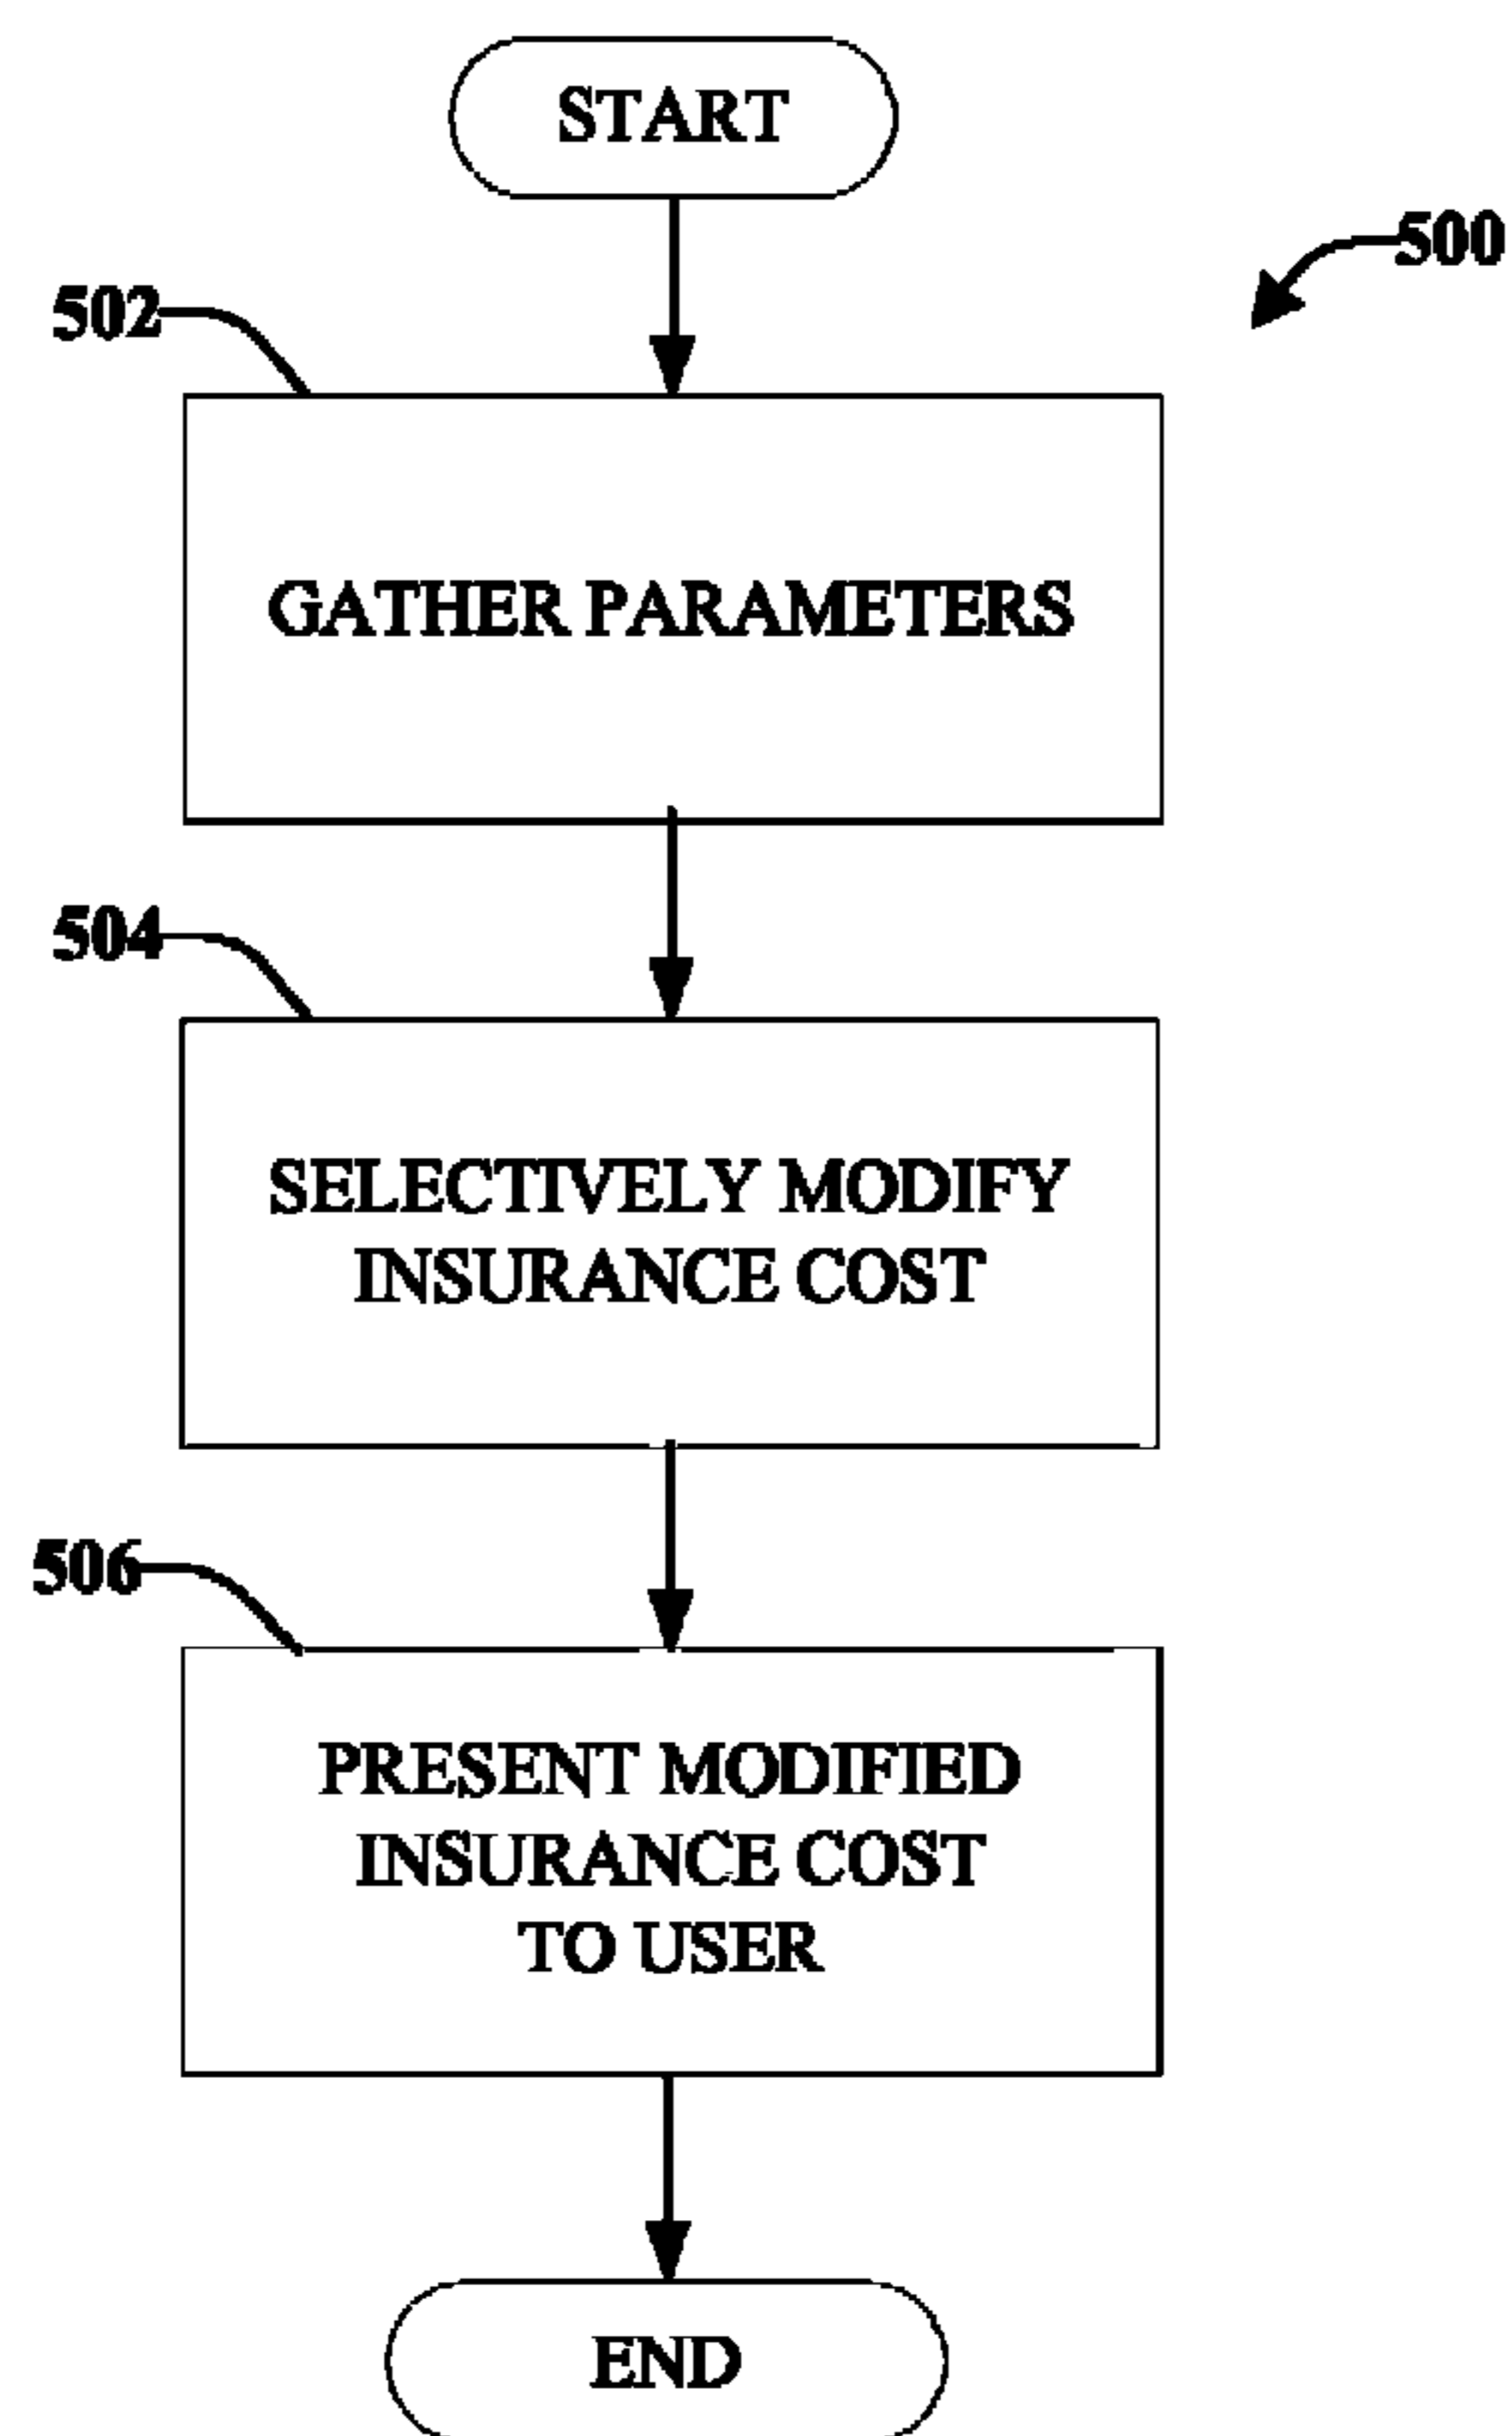 START
500
502
GATHER PARAMETERS
504
SELECTIVELY MODIFY
INSURANCE COST
506
PRESENT MODIFIED
INSURANCE COST
TO USER
END